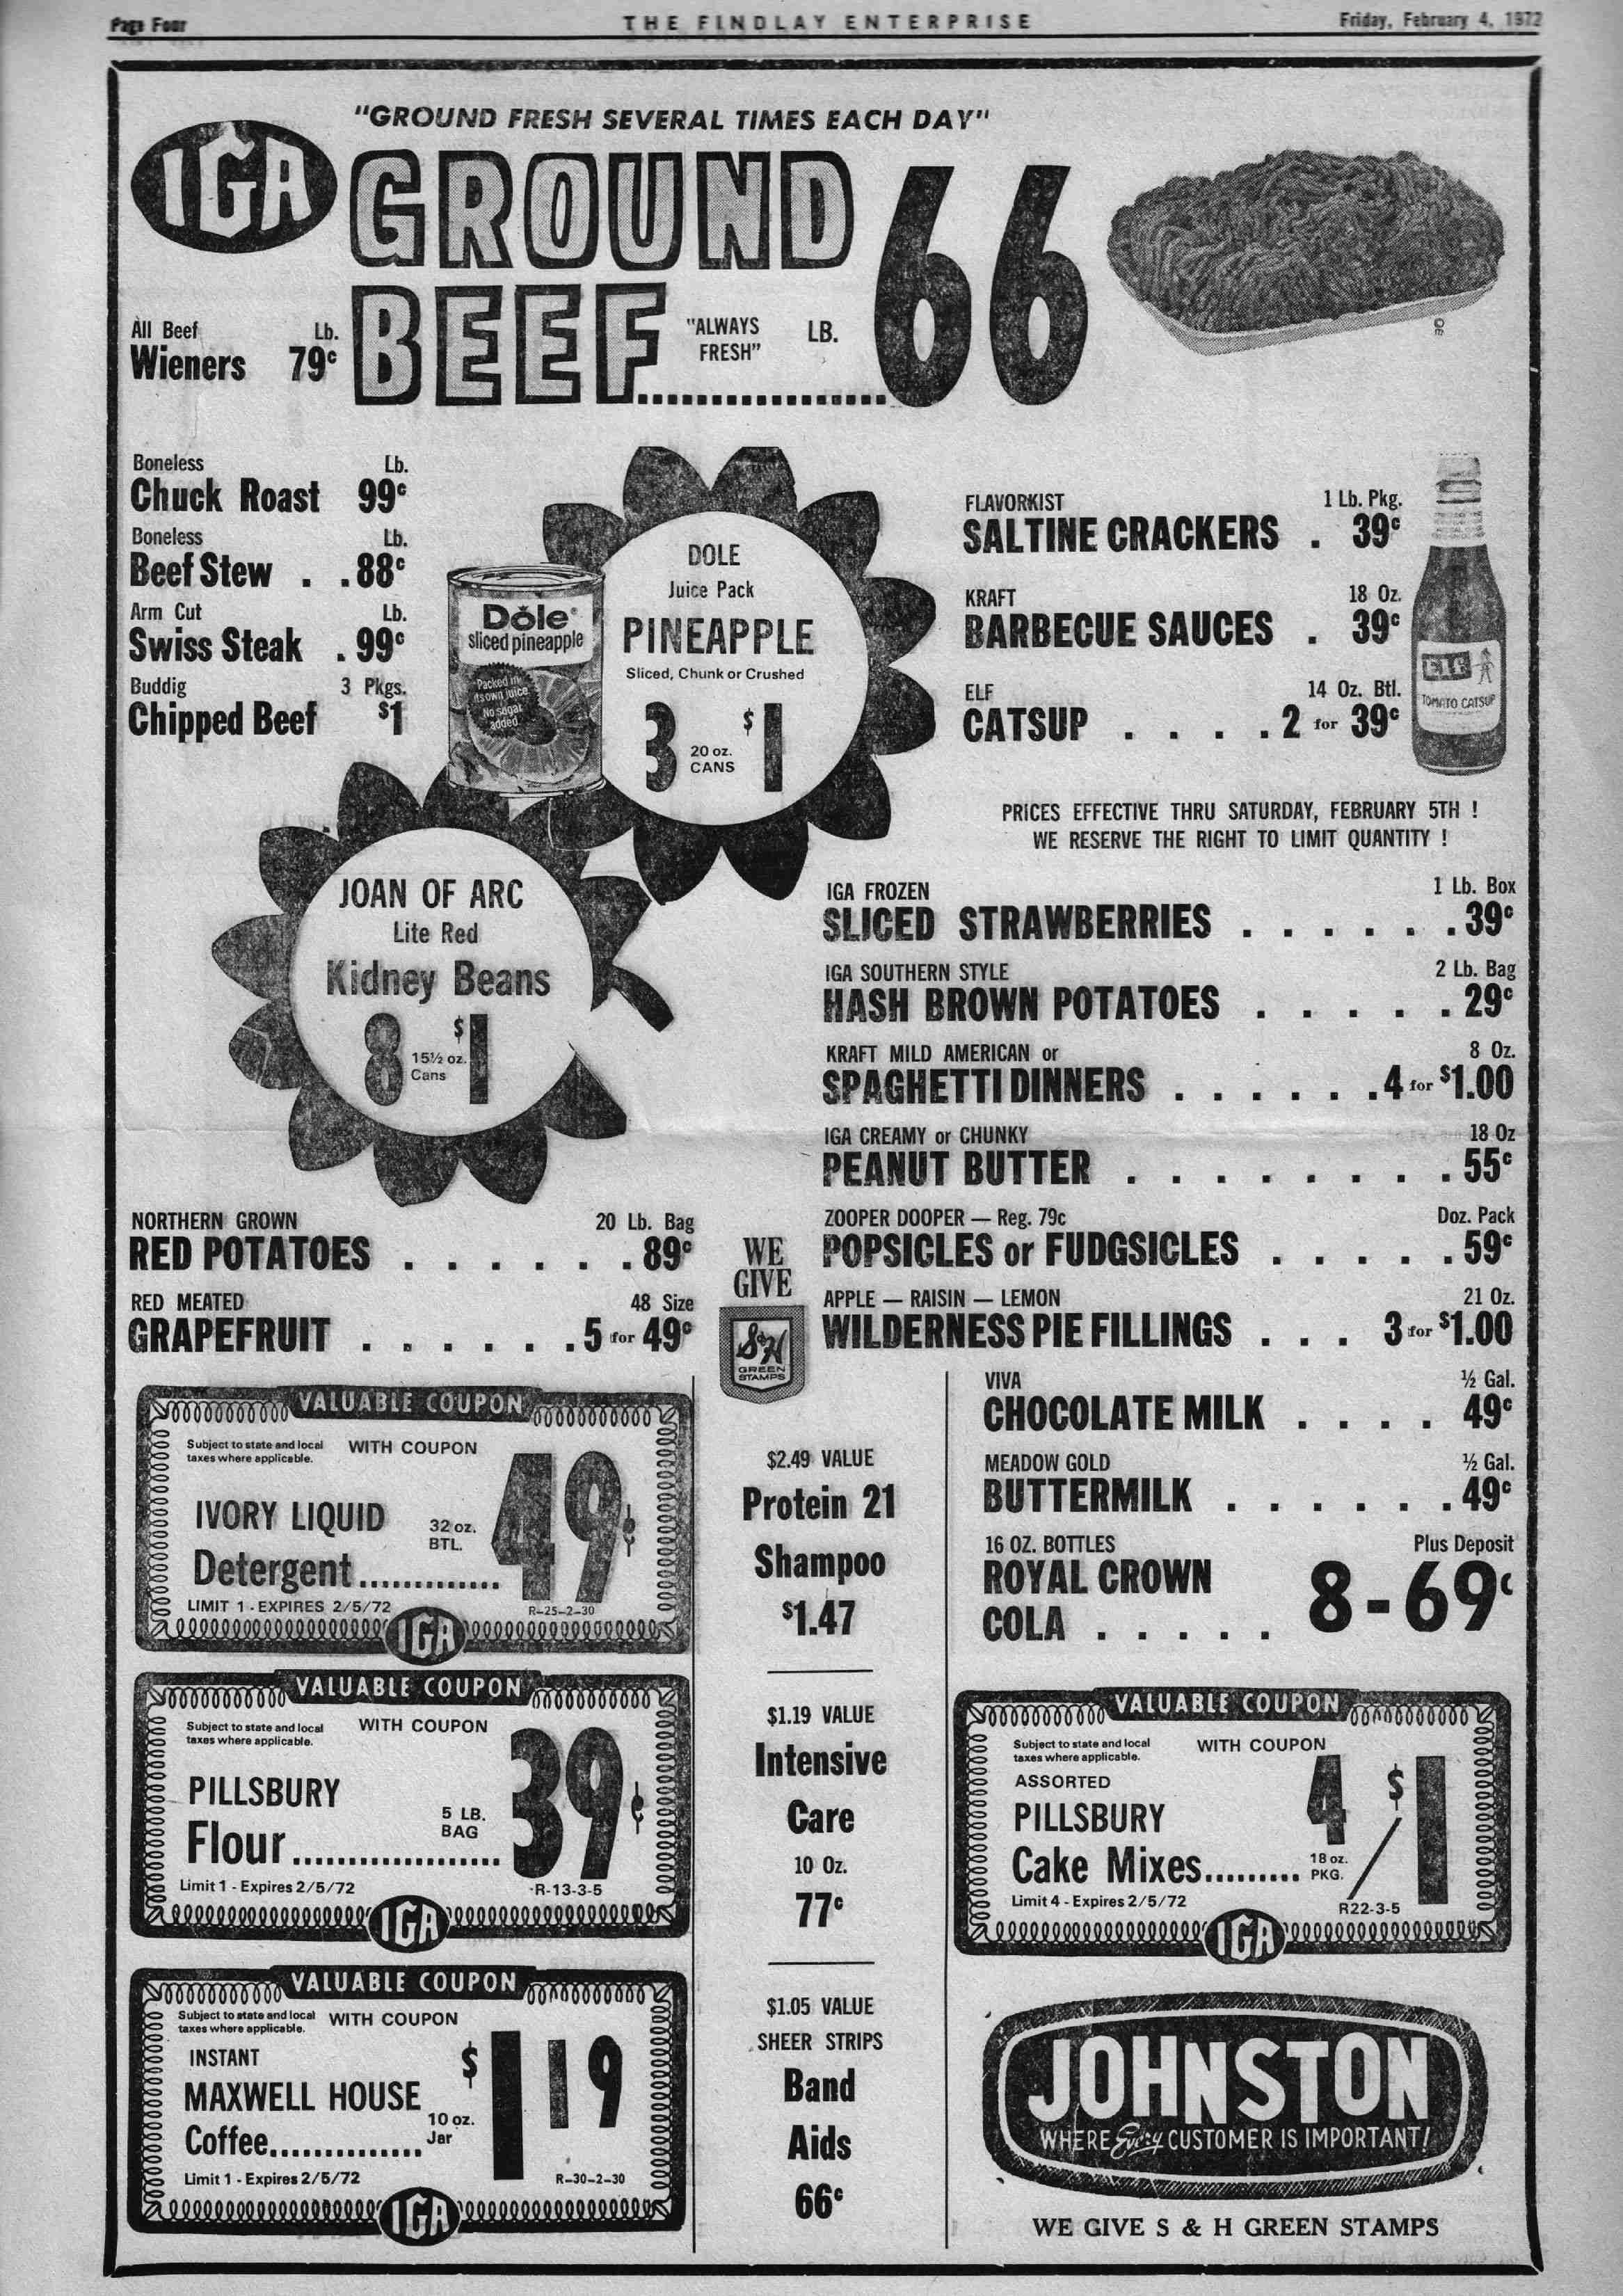 Page Four
THE FINDLAY ENTERPRISE
Friday, February 4, 1972
"GROUND FRESH SEVERAL TIMES EACH DAY"
IGA
GROUND
BEEF
"ALWAYS
FRESH"
LB.
66
All Beef Lb.
Wieners 79c
Boneless Lb.
Chuck Roast 99c
Boneless Lb.
Beef Stew . . 88c
Arm Cut Lb.
Swiss Steak . 99c
Buddig 3 Pkgs.
Chipped Beef $1
Dole
sliced pineapple
Packed in
its own juice
No sugar
added
DOLE
Juice Pack
PINEAPPLE
Sliced, Chunk or Crushed
3 20 oz. CANS $1
FLAVORKIST 1 Lb. Pkg.
SALTINE CRACKERS . 39c
KRAFT 18 Oz.
BARBECUE SAUCES . 39c
ELF 14 Oz. Btl.
CATSUP . . . . . 2 for 39c
ELF
TOMATO CATSUP
PRICES EFFECTIVE THRU SATURDAY, FEBRUARY 5TH !
WE RESERVE THE RIGHT TO LIMIT QUANTITY !
JOAN OF ARC
Lite Red
Kidney Beans
8 15½ oz. Cans $1
IGA FROZEN 1 Lb. Box
SLICED STRAWBERRIES . . . . . . . 39c
IGA SOUTHERN STYLE 2 Lb. Bag
HASH BROWN POTATOES . . . . . . 29c
KRAFT MILD AMERICAN or 8 Oz.
SPAGHETTI DINNERS . . . . . . . 4 for $1.00
IGA CREAMY or CHUNKY 18 Oz
PEANUT BUTTER . . . . . . . . . 55c
ZOOPER DOOPER — Reg. 79c Doz. Pack
POPSICLES or FUDGSICLES . . . . . . 59c
APPLE — RAISIN — LEMON 21 Oz.
WILDERNESS PIE FILLINGS . . . 3 for $1.00
NORTHERN GROWN 20 Lb. Bag
RED POTATOES . . . . . . . 89c
RED MEATED 48 Size
GRAPEFRUIT . . . . . . 5 for 49c
WE
GIVE
S&H
GREEN
STAMPS
VALUABLE COUPON
Subject to state and local
taxes where applicable.
WITH COUPON
IVORY LIQUID
Detergent.............
32 oz.
BTL.
49¢
LIMIT 1 - EXPIRES 2/5/72
R-25-2-30
IGA
VALUABLE COUPON
Subject to state and local
taxes where applicable.
WITH COUPON
PILLSBURY
Flour....................
5 LB.
BAG
39¢
Limit 1 - Expires 2/5/72
R-13-3-5
IGA
VALUABLE COUPON
Subject to state and local
taxes where applicable.
WITH COUPON
INSTANT
MAXWELL HOUSE
Coffee...............
10 oz.
Jar
$1 19
Limit 1 - Expires 2/5/72
R-30-2-30
IGA
$2.49 VALUE
Protein 21
Shampoo
$1.47
$1.19 VALUE
Intensive
Care
10 Oz.
77c
$1.05 VALUE
SHEER STRIPS
Band
Aids
66c
VIVA ½ Gal.
CHOCOLATE MILK . . . . 49c
MEADOW GOLD ½ Gal.
BUTTERMILK . . . . . . . 49c
16 OZ. BOTTLES Plus Deposit
ROYAL CROWN
COLA . . . . . 8-69c
VALUABLE COUPON
Subject to state and local
taxes where applicable.
WITH COUPON
ASSORTED
PILLSBURY
Cake Mixes.........
4/$1
18 oz.
PKG.
Limit 4 - Expires 2/5/72
R22-3-5
IGA
JOHNSTON
WHERE Every CUSTOMER IS IMPORTANT!
WE GIVE S & H GREEN STAMPS